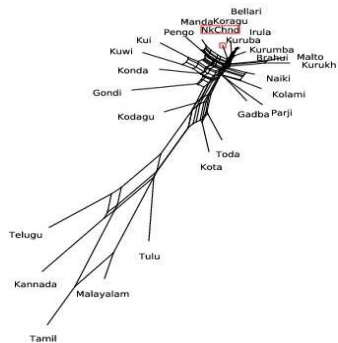 Bellari
Manda Koragu
Pengo NkChnd Irula
Kui Kuruba
Kuwi Kurumba
Brahui Malto
Konda Kurukh
Naiki
Gondi Kolami
Kodagu Gadba Parji
Toda
Kota
Telugu
Tulu
Kannada
Malayalam
Tamil